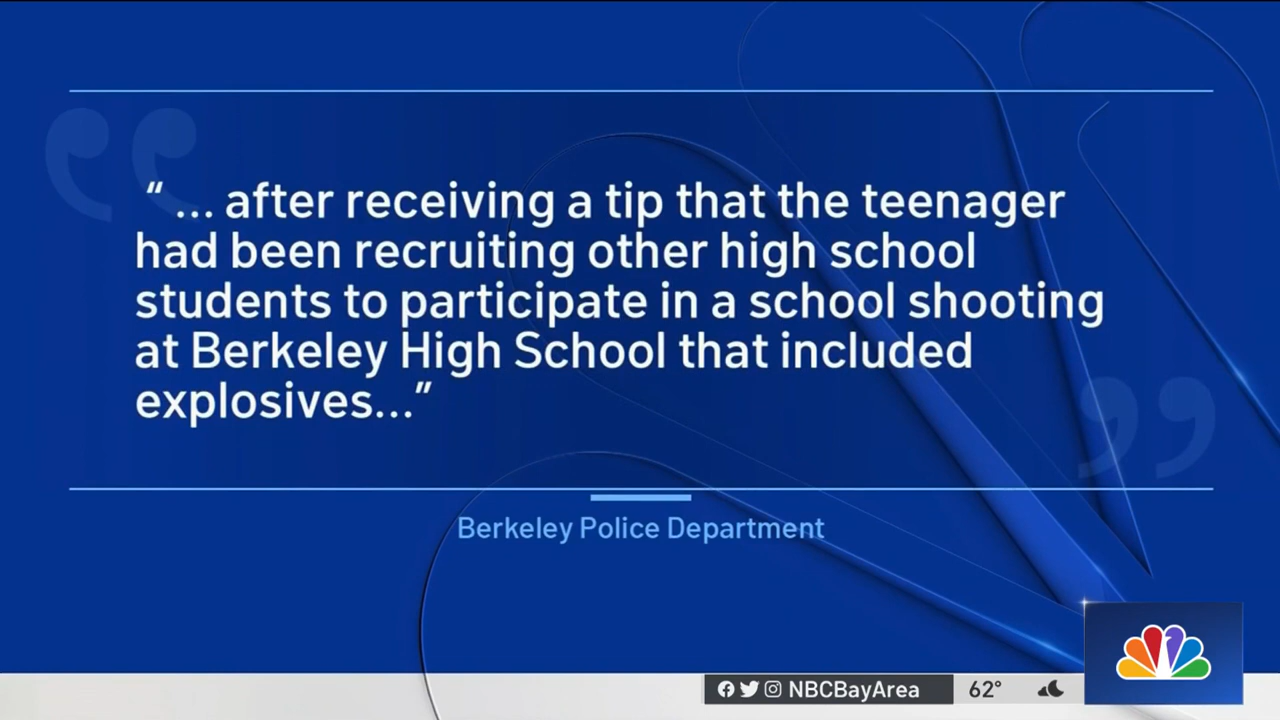 “ ... after receiving a tip that the teenager
had been recruiting other high school
students to participate in a school shooting
at Berkeley High School that included
explosives...”
Berkeley Police Department
NBCBayArea 62°